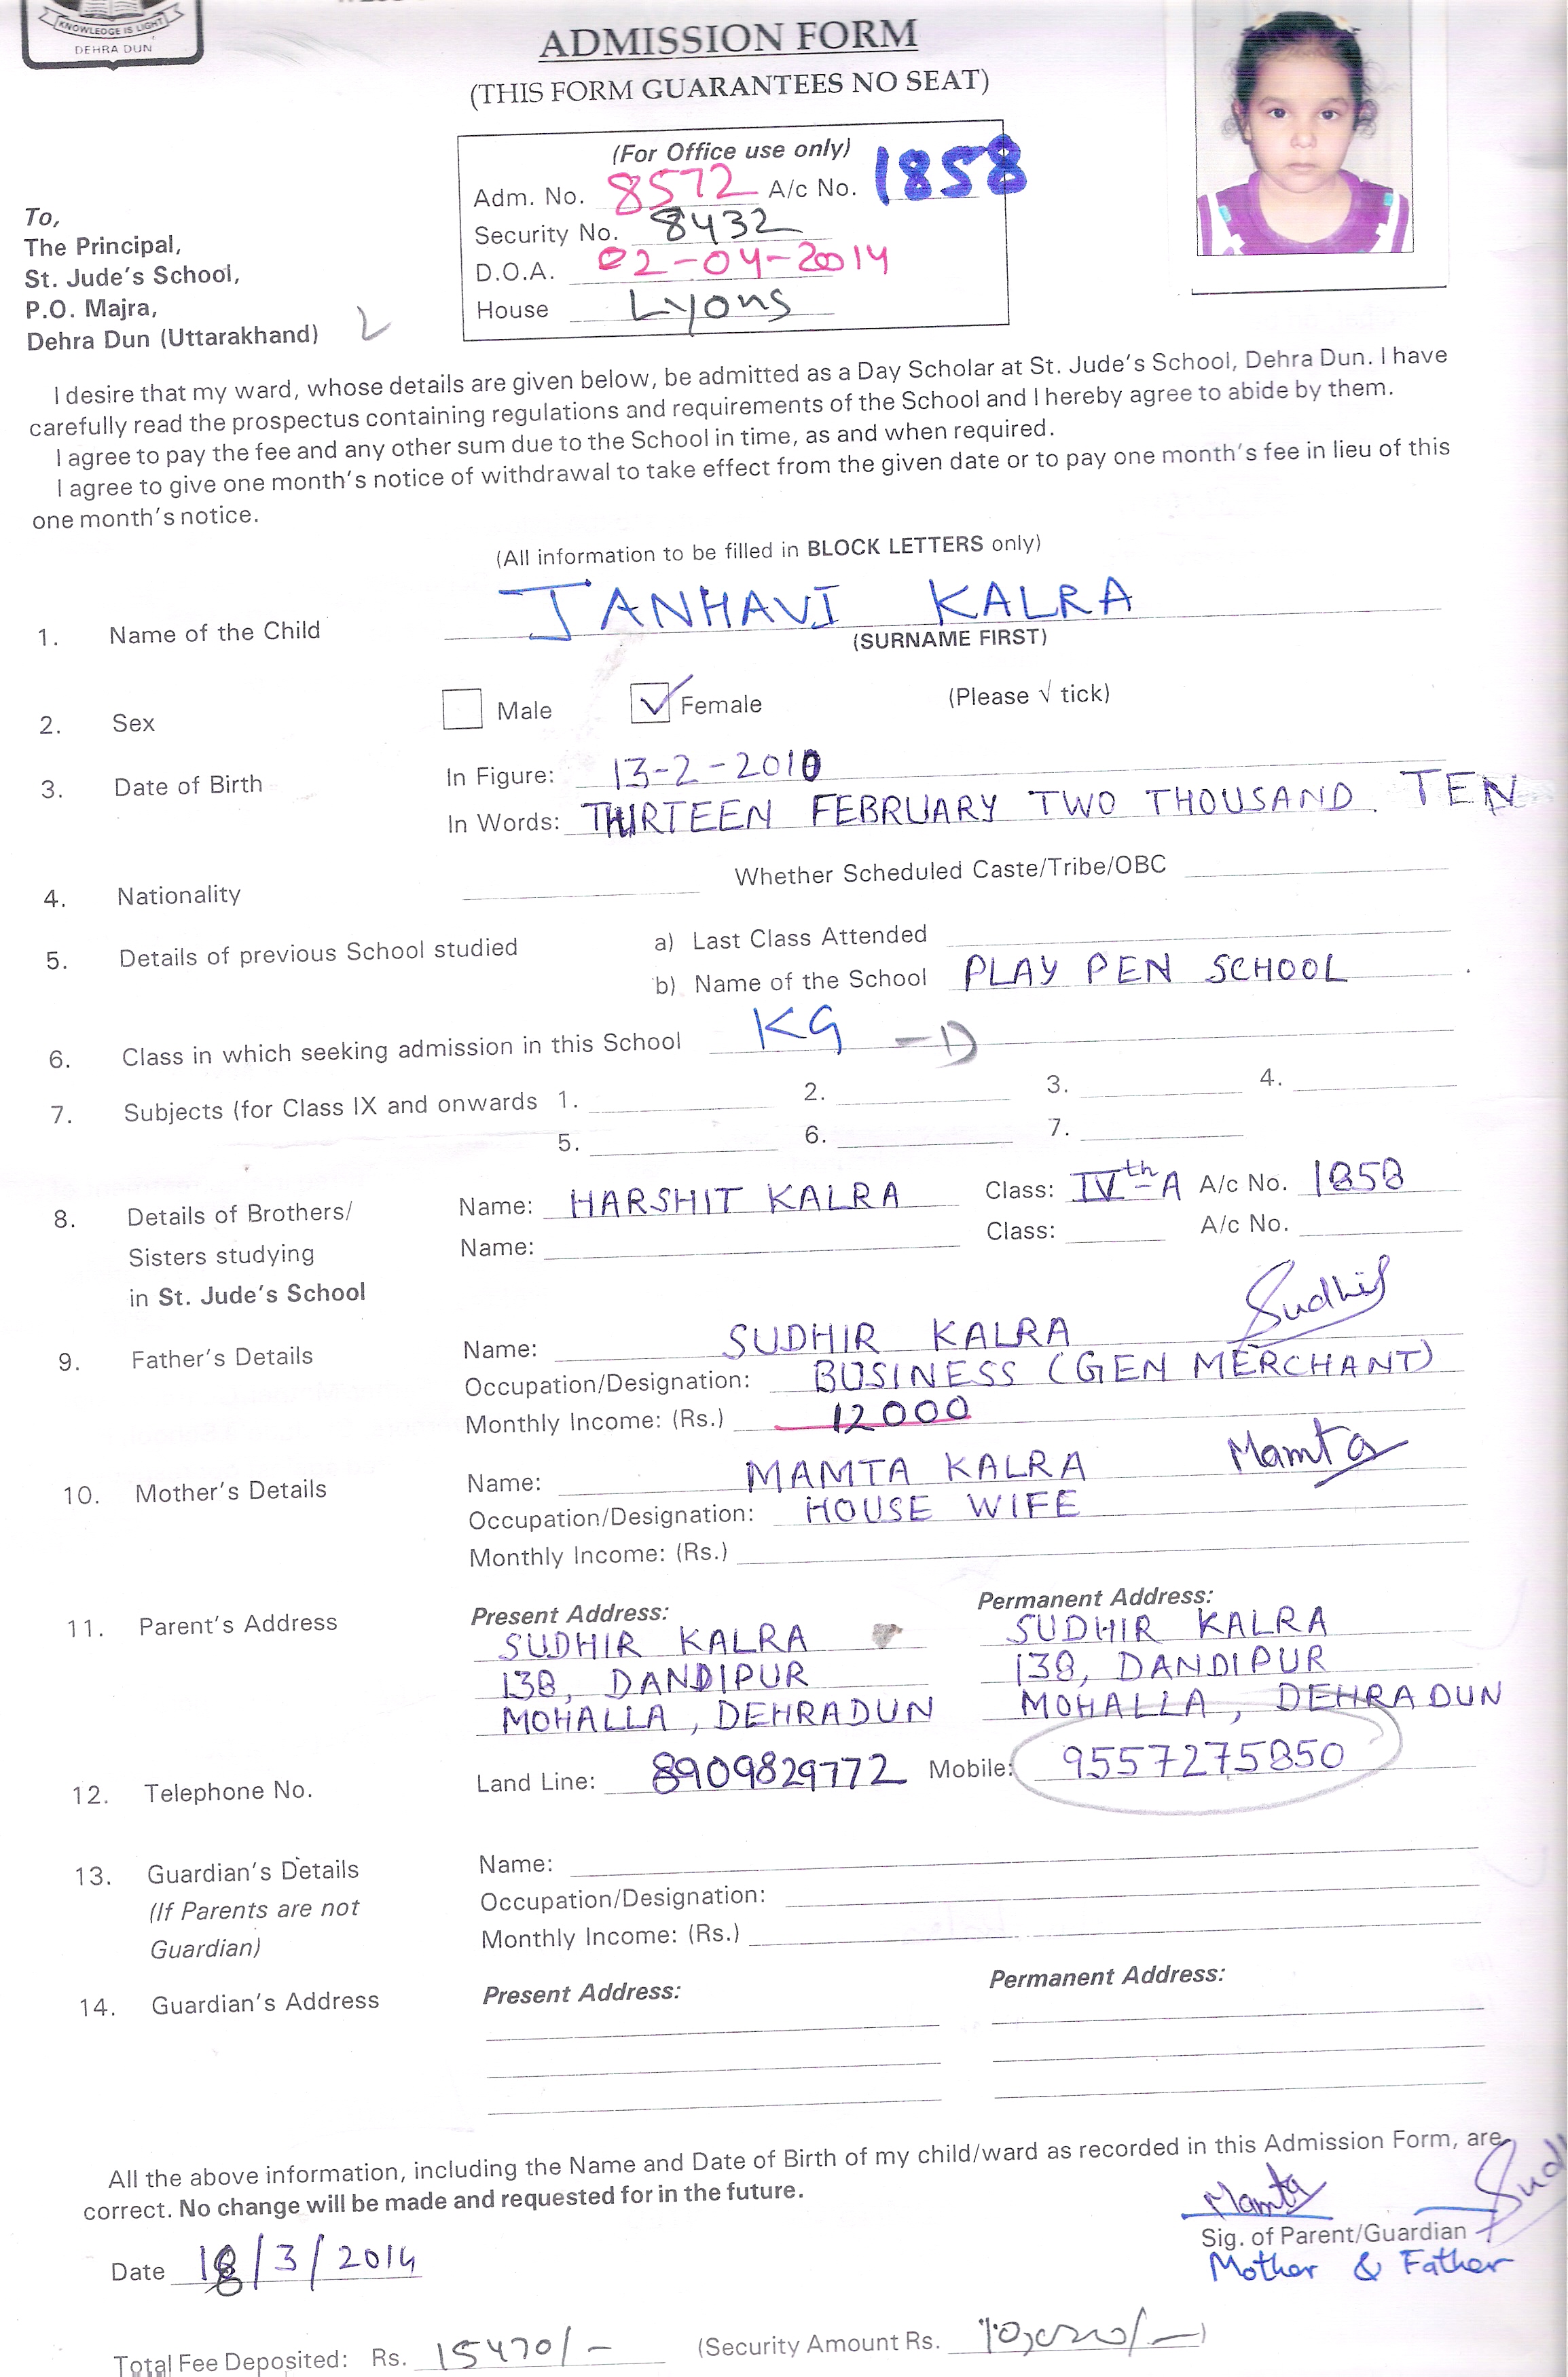 KNOWLEDGE IS LIGHT
DEHRA DUN
ADMISSION FORM
(THIS FORM GUARANTEES NO SEAT)
(For Office use only)
Adm. No. 8572 A/c No. 1858
Security No. 8432
D.O.A. 02-04-2014
House Lyons
To,
The Principal,
St. Jude's School,
P.O. Majra,
Dehra Dun (Uttarakhand)
I desire that my ward, whose details are given below, be admitted as a Day Scholar at St. Jude's School, Dehra Dun. I have
carefully read the prospectus containing regulations and requirements of the School and I hereby agree to abide by them.
I agree to pay the fee and any other sum due to the School in time, as and when required.
I agree to give one month's notice of withdrawal to take effect from the given date or to pay one month's fee in lieu of this
one month's notice.
(All information to be filled in BLOCK LETTERS only)
1. Name of the Child JANHAVI KALRA
(SURNAME FIRST)
2. Sex Male Female (Please √ tick)
3. Date of Birth In Figure: 13-2-2010
In Words: THIRTEEN FEBRUARY TWO THOUSAND TEN
4. Nationality Whether Scheduled Caste/Tribe/OBC
5. Details of previous School studied a) Last Class Attended
b) Name of the School PLAY PEN SCHOOL
6. Class in which seeking admission in this School KG -D
7. Subjects (for Class IX and onwards 1. 2. 3. 4.
5. 6. 7.
8. Details of Brothers/ Name: HARSHIT KALRA Class: IVth A A/c No. 1858
Sisters studying Name: Class: A/c No.
in St. Jude's School
Sudhir
9. Father's Details Name: SUDHIR KALRA
Occupation/Designation: BUSINESS (GEN MERCHANT)
Monthly Income: (Rs.) 12000
10. Mother's Details Name: MAMTA KALRA Mamta
Occupation/Designation: HOUSE WIFE
Monthly Income: (Rs.)
11. Parent's Address Present Address: Permanent Address:
SUDHIR KALRA SUDHIR KALRA
138, DANDIPUR 138, DANDIPUR
MOHALLA, DEHRADUN MOHALLA, DEHRADUN
12. Telephone No. Land Line: 8909829772 Mobile: 9557275850
13. Guardian's Details Name:
(If Parents are not Occupation/Designation:
Guardian) Monthly Income: (Rs.)
14. Guardian's Address Present Address: Permanent Address:
All the above information, including the Name and Date of Birth of my child/ward as recorded in this Admission Form, are
correct. No change will be made and requested for in the future.
Mamta Sud
Sig. of Parent/Guardian
Mother & Father
Date 18/3/2014
Total Fee Deposited: Rs. 15470/- (Security Amount Rs. 10,000/-)